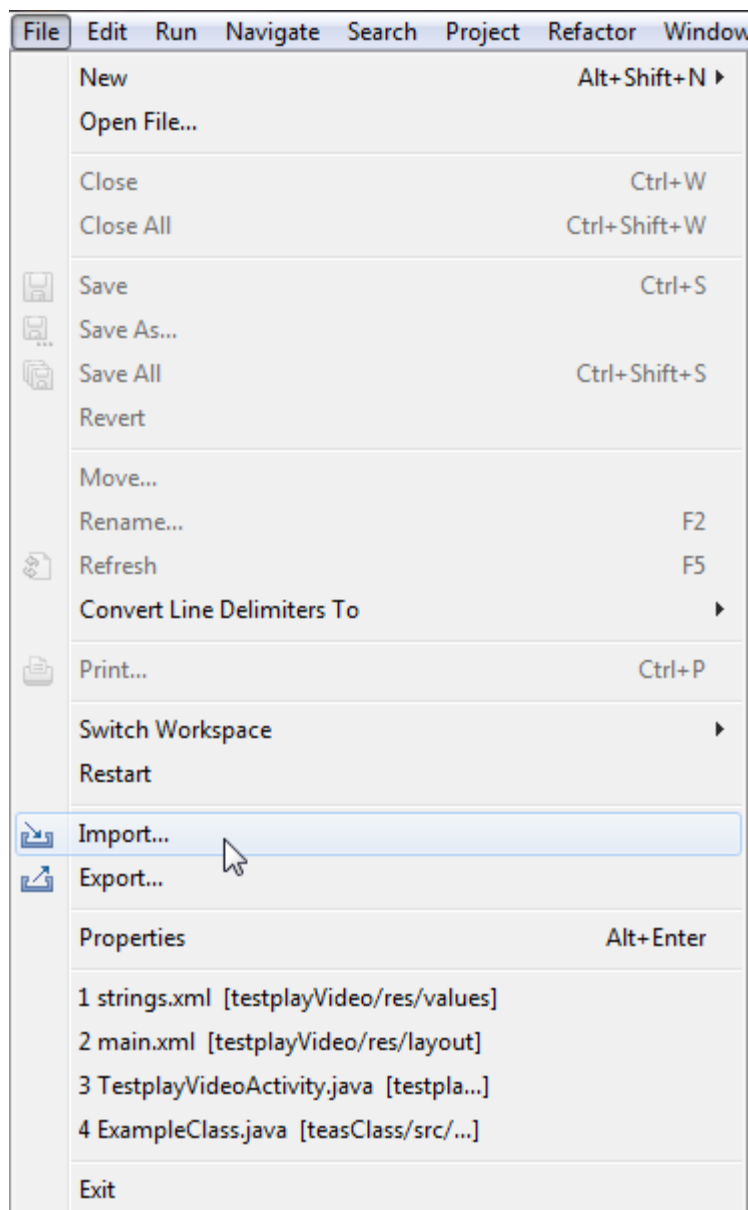 File Edit Run Navigate Search Project Refactor Window
New Alt+Shift+N
Open File...
Close Ctrl+W
Close All Ctrl+Shift+W
Save Ctrl+S
Save As...
Save All Ctrl+Shift+S
Revert
Move...
Rename... F2
Refresh F5
Convert Line Delimiters To
Print... Ctrl+P
Switch Workspace
Restart
Import...
Export...
Properties Alt+Enter
1 strings.xml [testplayVideo/res/values]
2 main.xml [testplayVideo/res/layout]
3 TestplayVideoActivity.java [testpla...]
4 ExampleClass.java [teasClass/src/...]
Exit